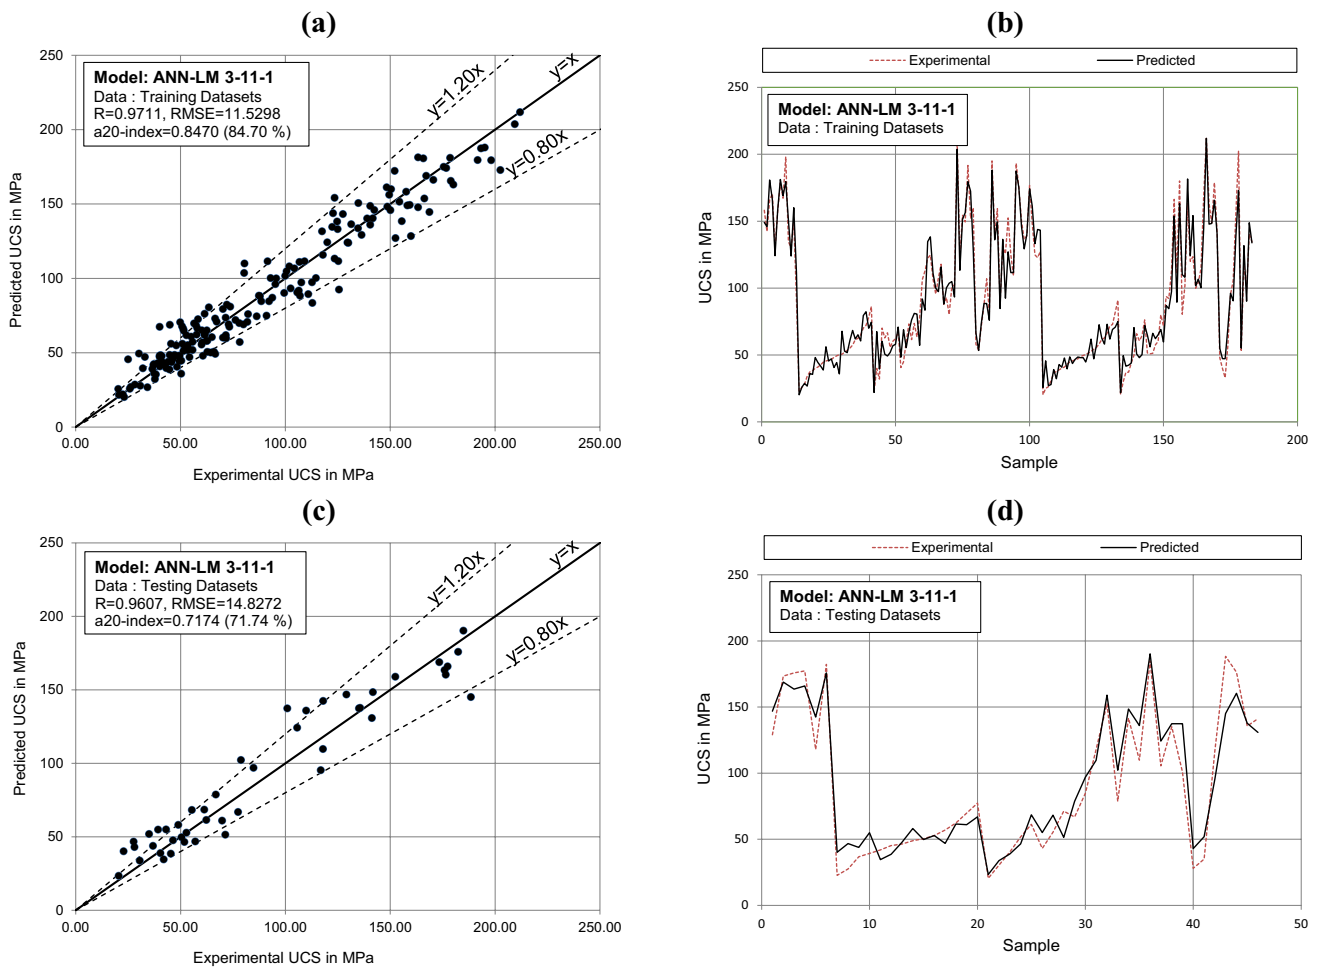 (a)
250
200
150
100
50
0
0.00 50.00 100.00 150.00 200.00 250.00
Predicted UCS in MPa
Experimental UCS in MPa
Model: ANN-LM 3-11-1
Data : Training Datasets
R=0.9711, RMSE=11.5298
a20-index=0.8470 (84.70 %)
y=1.20x
y=x
y=0.80x
(b)
Experimental Predicted
250
200
150
100
50
0
0 50 100 150 200
UCS in MPa
Sample
Model: ANN-LM 3-11-1
Data : Training Datasets
(c)
250
200
150
100
50
0
0.00 50.00 100.00 150.00 200.00 250.00
Predicted UCS in MPa
Experimental UCS in MPa
Model: ANN-LM 3-11-1
Data : Testing Datasets
R=0.9607, RMSE=14.8272
a20-index=0.7174 (71.74 %)
y=1.20x
y=x
y=0.80x
(d)
Experimental Predicted
250
200
150
100
50
0
0 10 20 30 40 50
UCS in MPa
Sample
Model: ANN-LM 3-11-1
Data : Testing Datasets